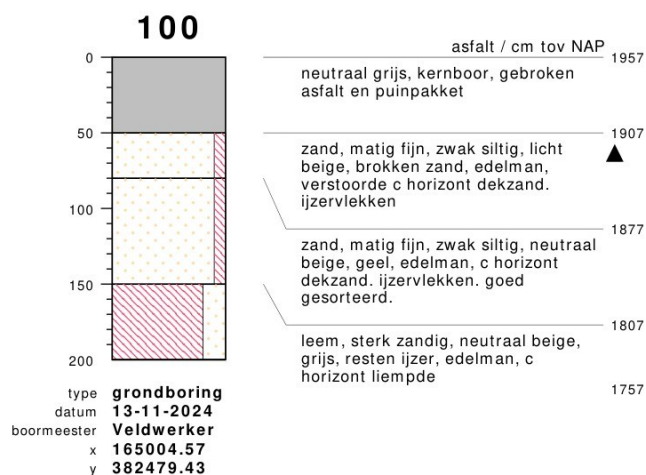 100
asfalt / cm tov NAP
0
1957
neutraal grijs, kernboor, gebroken
asfalt en puinpakket
50
1907
zand, matig fijn, zwak siltig, licht
beige, brokken zand, edelman,
verstoorde c horizont dekzand.
ijzervlekken
100
1877
zand, matig fijn, zwak siltig, neutraal
beige, geel, edelman, c horizont
dekzand. ijzervlekken. goed
gesorteerd.
150
1807
leem, sterk zandig, neutraal beige,
grijs, resten ijzer, edelman, c
horizont liempde
200
1757
type grondboring
datum 13-11-2024
boormeester Veldwerker
x 165004.57
y 382479.43